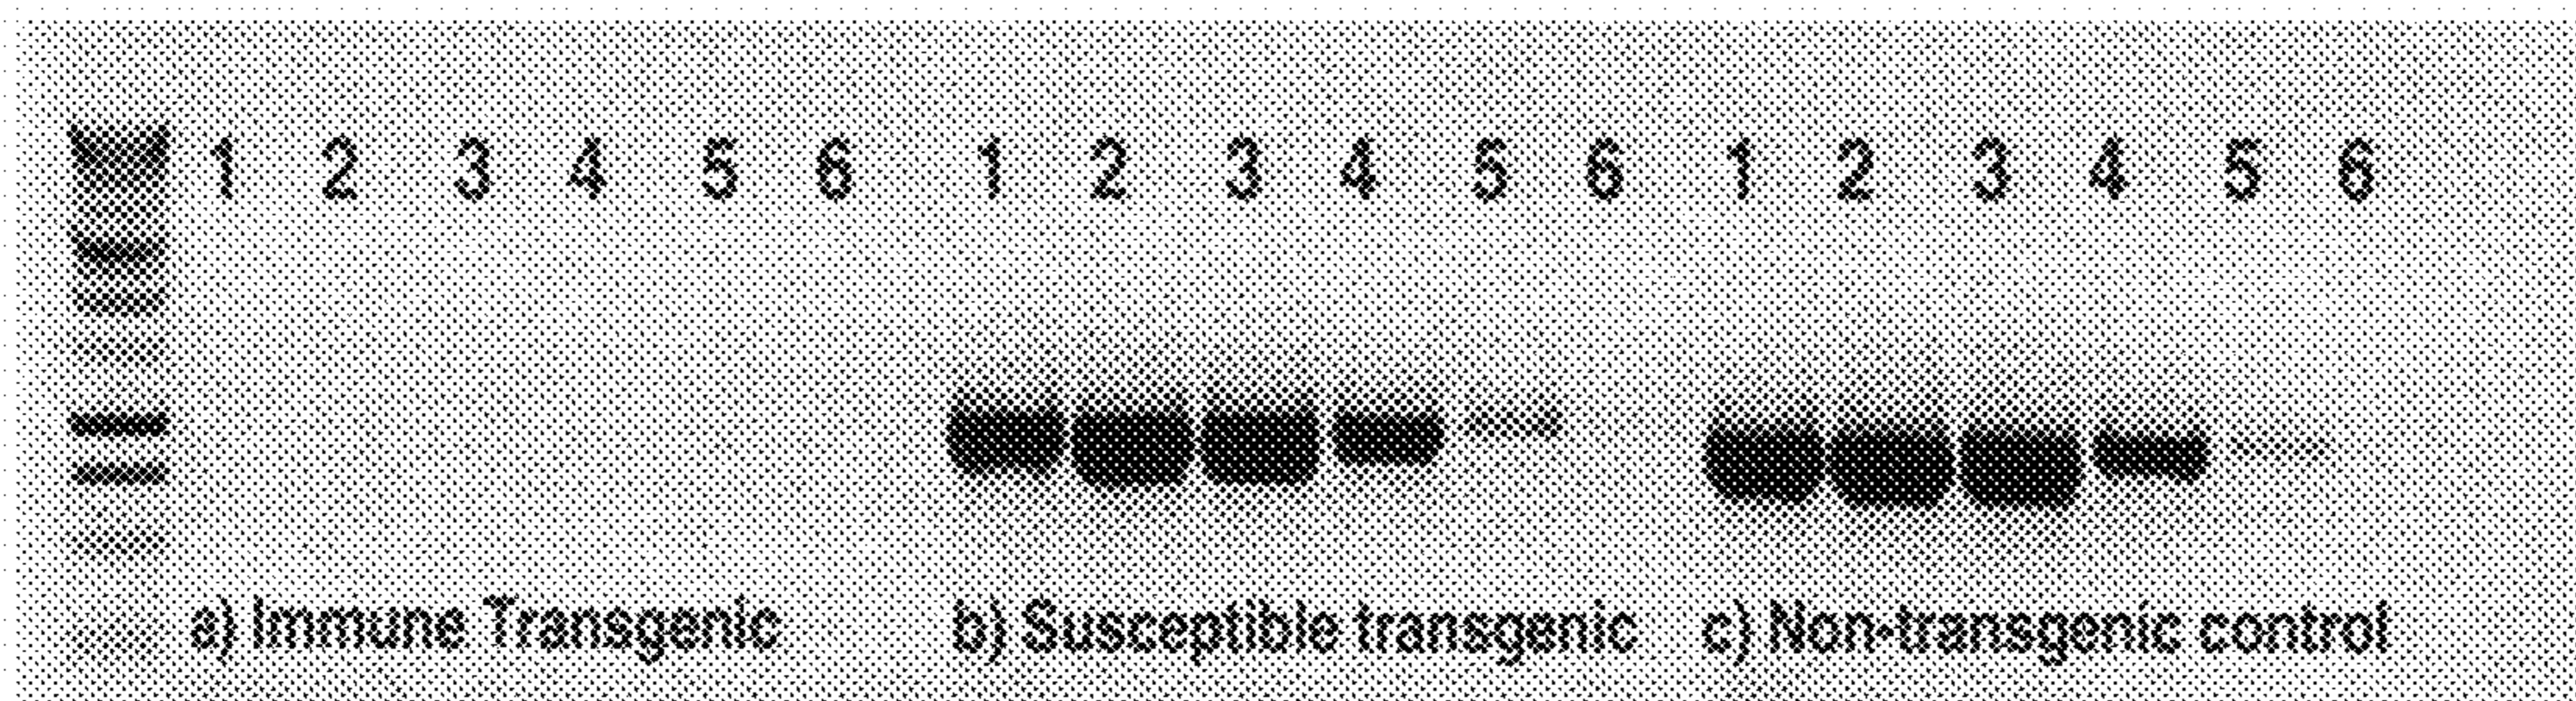 1 2 3 4 5 6 1 2 3 4 5 6 1 2 3 4 5 6
a) Immune Transgenic b) Susceptible transgenic c) Non-transgenic control